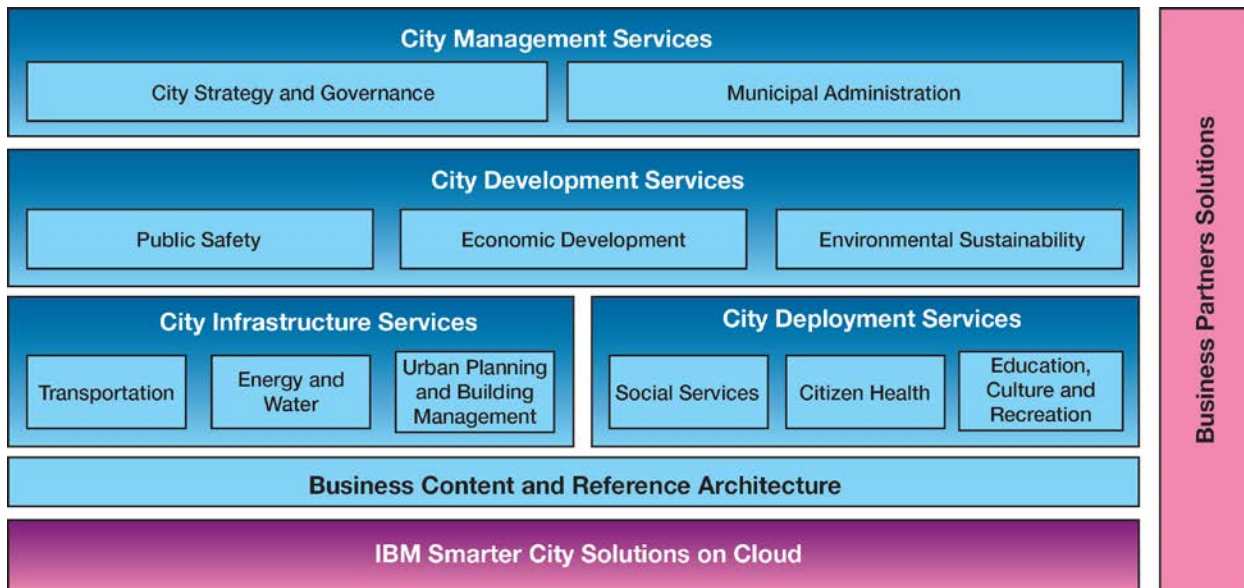 City Management Services
City Strategy and Governance
Municipal Administration
City Development Services
Public Safety
Economic Development
Environmental Sustainability
City Infrastructure Services
Transportation
Energy and
Water
Urban Planning
and Building
Management
City Deployment Services
Social Services
Citizen Health
Education,
Culture and
Recreation
Business Content and Reference Architecture
IBM Smarter City Solutions on Cloud
Business Partners Solutions